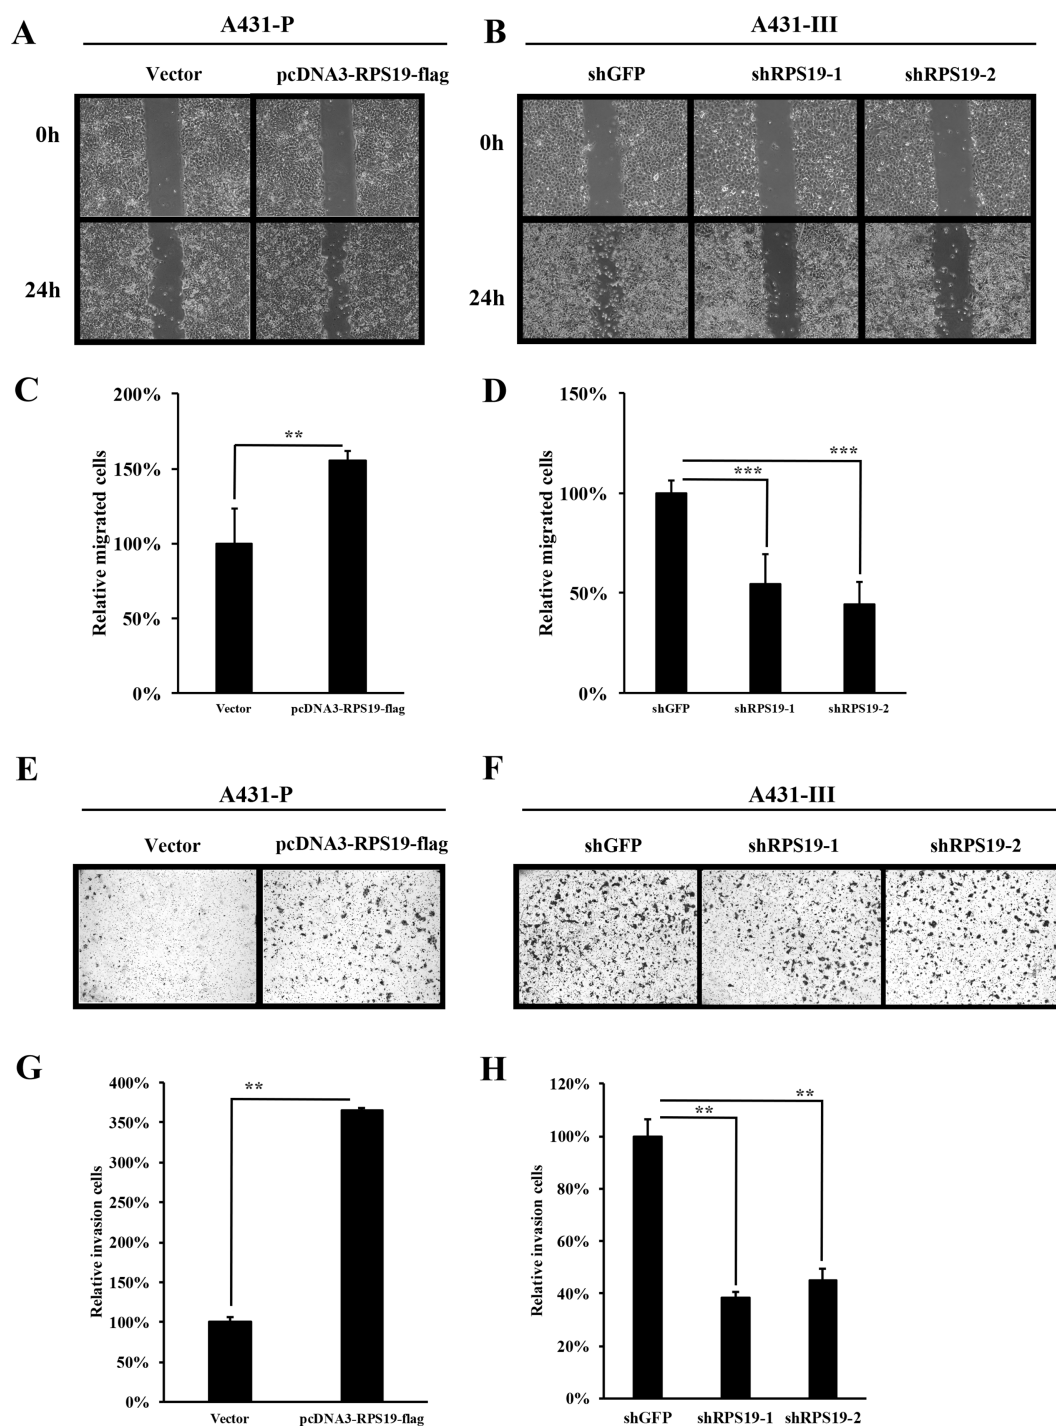 A
A431-P
Vector pcDNA3-RPS19-flag
0h
24h
B
A431-III
shGFP shRPS19-1 shRPS19-2
0h
24h
C
Relative migrated cells
200%
150%
100%
50%
0%
**
Vector pcDNA3-RPS19-flag
D
Relative migrated cells
150%
100%
50%
0%
***
***
shGFP shRPS19-1 shRPS19-2
E
A431-P
Vector pcDNA3-RPS19-flag
F
A431-III
shGFP shRPS19-1 shRPS19-2
G
Relative invasion cells
400%
350%
300%
250%
200%
150%
100%
50%
0%
**
Vector pcDNA3-RPS19-flag
H
Relative invasion cells
120%
100%
80%
60%
40%
20%
0%
**
**
shGFP shRPS19-1 shRPS19-2